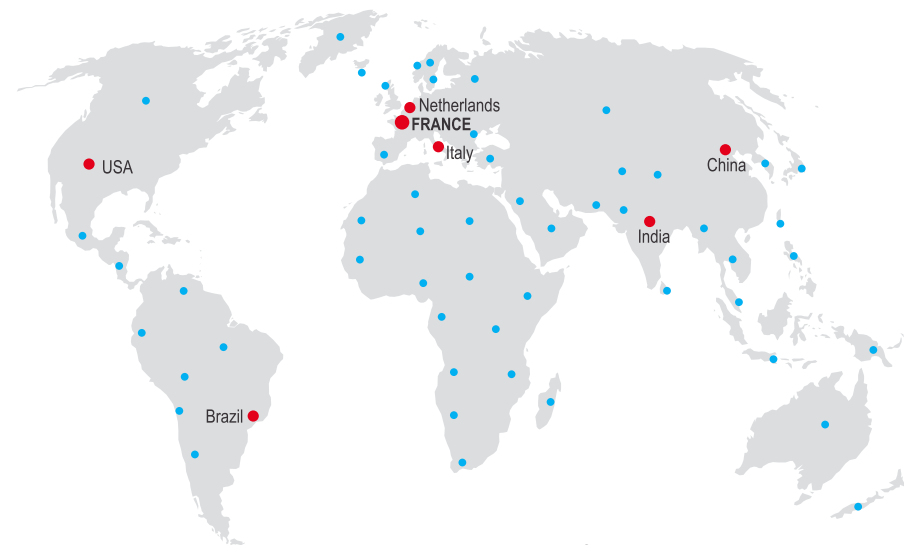 Netherlands
FRANCE
Italy
USA
China
India
Brazil